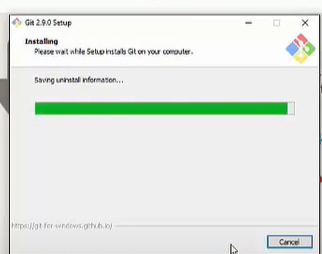 Git 2.9.0 Setup
Installing
Please wait while Setup installs Git on your computer.
Saving uninstall information...
https://git-for-windows.github.io/
Cancel